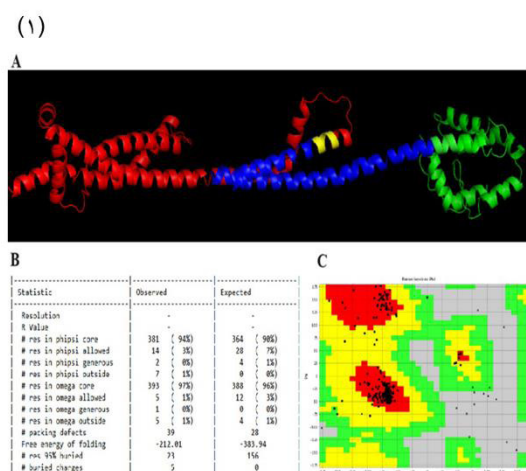 (١)
A
B
C
Statistic Observed Expected
Resolution - -
R Value - -
# res in phipsi core 381 ( 94%) 364 ( 90%)
# res in phipsi allowed 14 ( 3%) 28 ( 7%)
# res in phipsi generous 2 ( 0%) 4 ( 1%)
# res in phipsi outside 7 ( 1%) 0 ( 0%)
# res in omega core 393 ( 97%) 388 ( 96%)
# res in omega allowed 5 ( 1%) 12 ( 3%)
# res in omega generous 1 ( 0%) 0 ( 0%)
# res in omega outside 5 ( 1%) 4 ( 1%)
# packing defects 39 28
Free energy of folding -212.01 -383.94
# res 95% buried 23 156
# buried charges 5 0